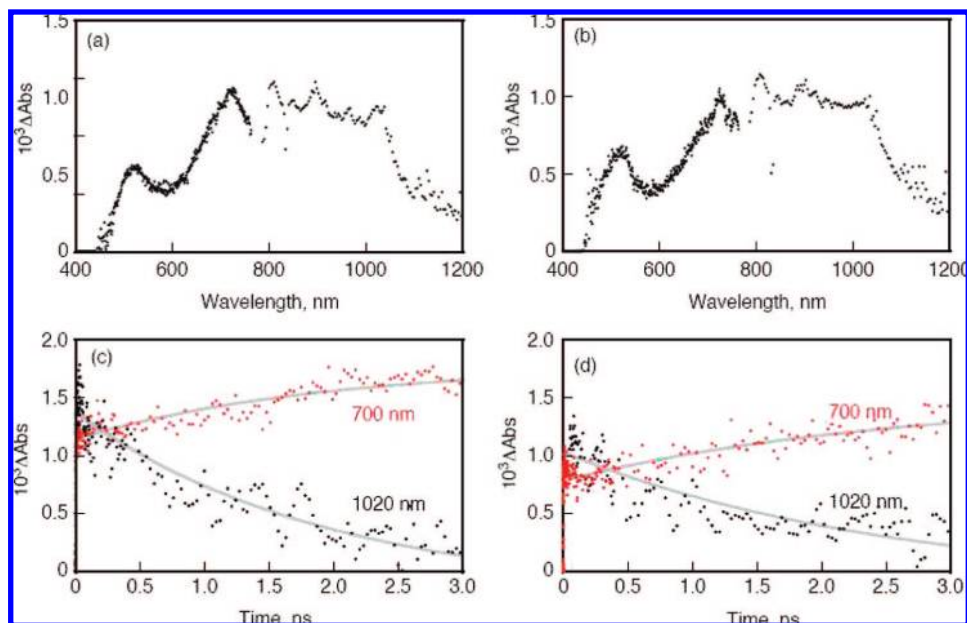 1.5 (a) 1.5 (b)
1.0 1.0
0.5 0.5
0 0
10³ΔAbs 10³ΔAbs
400 600 800 1000 1200 400 600 800 1000 1200
Wavelength, nm Wavelength, nm
2.0 (c) 2.0 (d)
1.5 700 nm 1.5 700 nm
1.0 1.0
0.5 1020 nm 0.5 1020 nm
0 0
10³ΔAbs 10³ΔAbs
0 0.5 1.0 1.5 2.0 2.5 3.0 0 0.5 1.0 1.5 2.0 2.5 3.0
Time, ns Time, ns